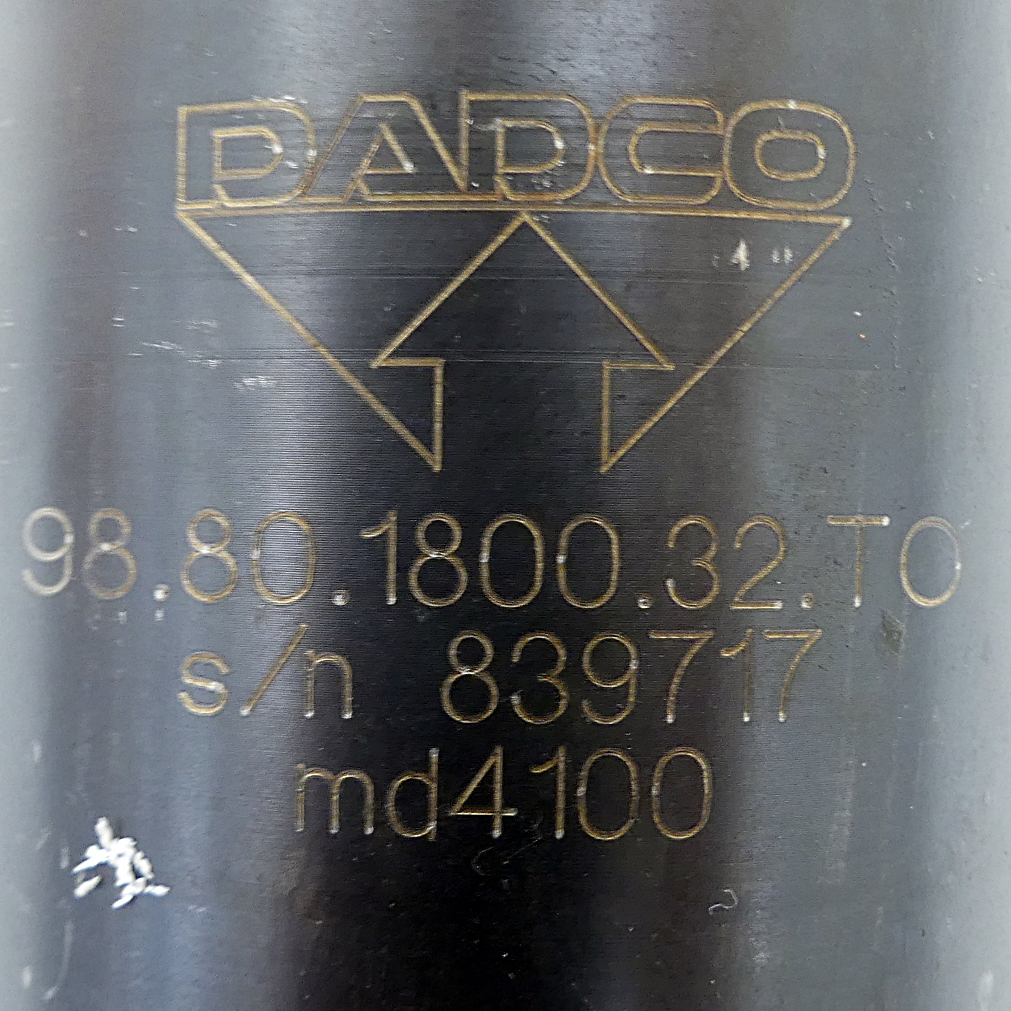 DADCO
98.80.1800.32.TO
s/n 839717
md4100